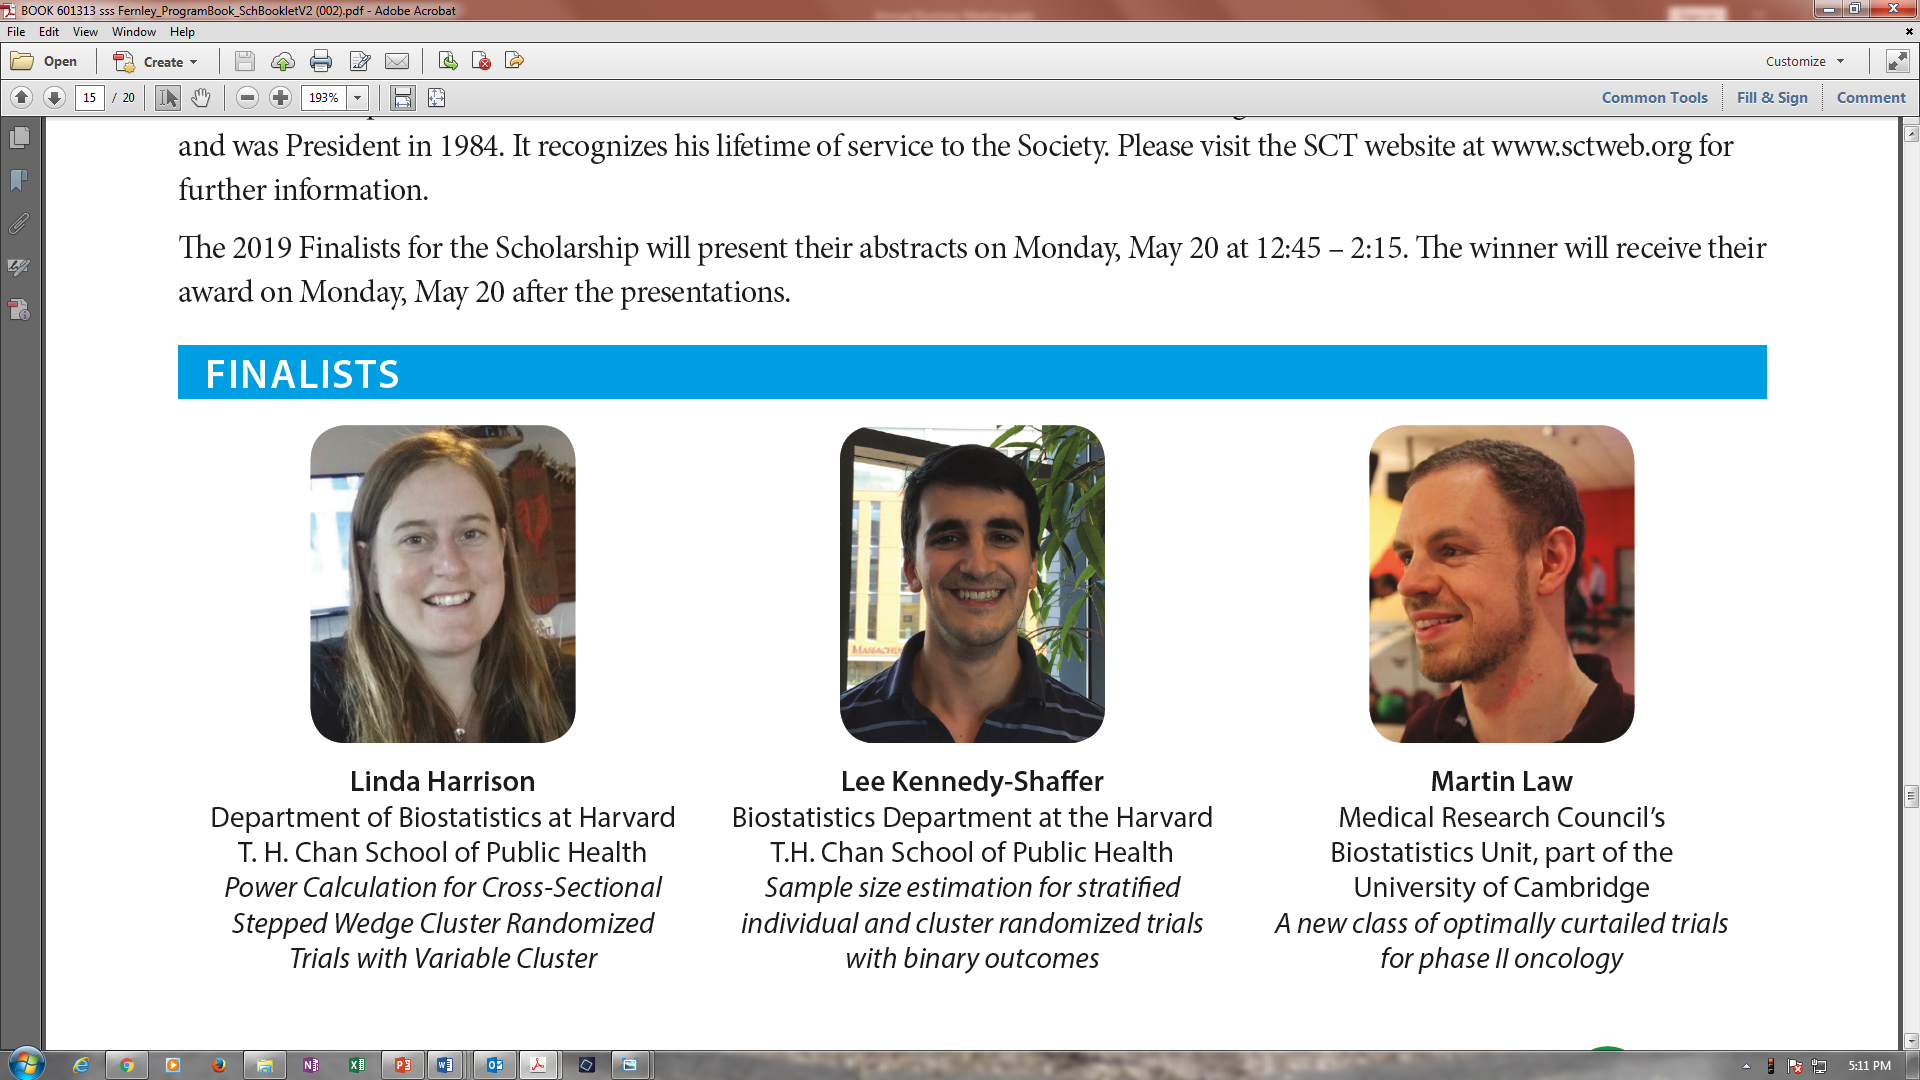 BOOK 601313 sss Fernley_ProgramBook_SchBookletV2 (002).pdf - Adobe Acrobat
File Edit View Window Help
Open Create Customize
15 / 20 193% Common Tools Fill & Sign Comment
and was President in 1984. It recognizes his lifetime of service to the Society. Please visit the SCT website at www.sctweb.org for
further information.
The 2019 Finalists for the Scholarship will present their abstracts on Monday, May 20 at 12:45 – 2:15. The winner will receive their
award on Monday, May 20 after the presentations.
FINALISTS
Linda Harrison
Department of Biostatistics at Harvard
T. H. Chan School of Public Health
Power Calculation for Cross-Sectional
Stepped Wedge Cluster Randomized
Trials with Variable Cluster
Lee Kennedy-Shaffer
Biostatistics Department at the Harvard
T.H. Chan School of Public Health
Sample size estimation for stratified
individual and cluster randomized trials
with binary outcomes
Martin Law
Medical Research Council's
Biostatistics Unit, part of the
University of Cambridge
A new class of optimally curtailed trials
for phase II oncology
5:11 PM